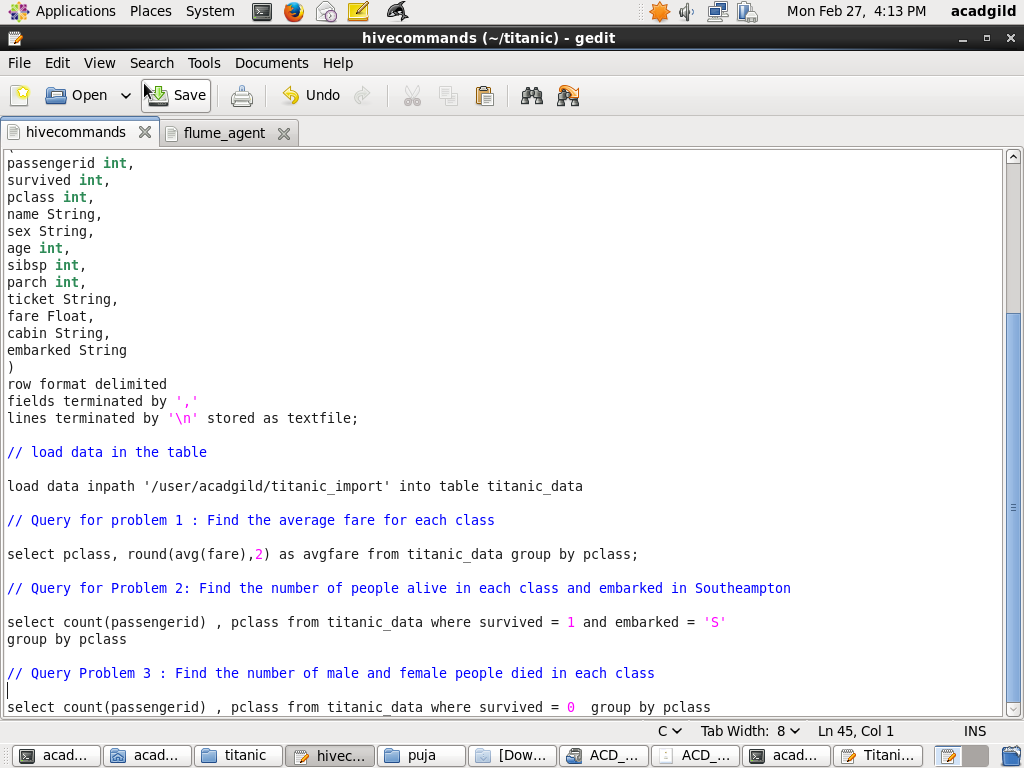 Applications Places System Mon Feb 27, 4:13 PM acadgild
hivecommands (~/titanic) - gedit
File Edit View Search Tools Documents Help
Open Save Undo
hivecommands flume_agent
passengerid int,
survived int,
pclass int,
name String,
sex String,
age int,
sibsp int,
parch int,
ticket String,
fare Float,
cabin String,
embarked String
)
row format delimited
fields terminated by ','
lines terminated by '\n' stored as textfile;
// load data in the table
load data inpath '/user/acadgild/titanic_import' into table titanic_data
// Query for problem 1 : Find the average fare for each class
select pclass, round(avg(fare),2) as avgfare from titanic_data group by pclass;
// Query for Problem 2: Find the number of people alive in each class and embarked in Southeampton
select count(passengerid) , pclass from titanic_data where survived = 1 and embarked = 'S'
group by pclass
// Query Problem 3 : Find the number of male and female people died in each class
select count(passengerid) , pclass from titanic_data where survived = 0  group by pclass
C Tab Width: 8 Ln 45, Col 1 INS
acad... acad... titanic hivec... puja [Dow... ACD_... ACD_... acad... Titani...